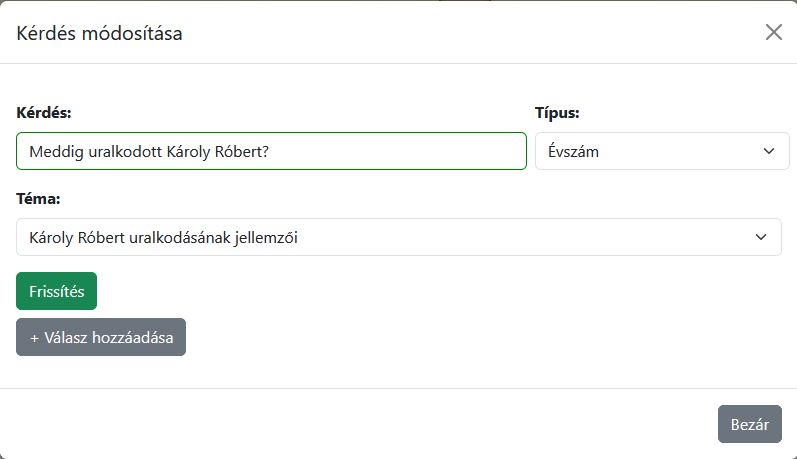 Kérdés módosítása
Kérdés:
Típus:
Meddig uralkodott Károly Róbert?
Évszám
Téma:
Károly Róbert uralkodásának jellemzői
Frissítés
+ Válasz hozzáadása
Bezár